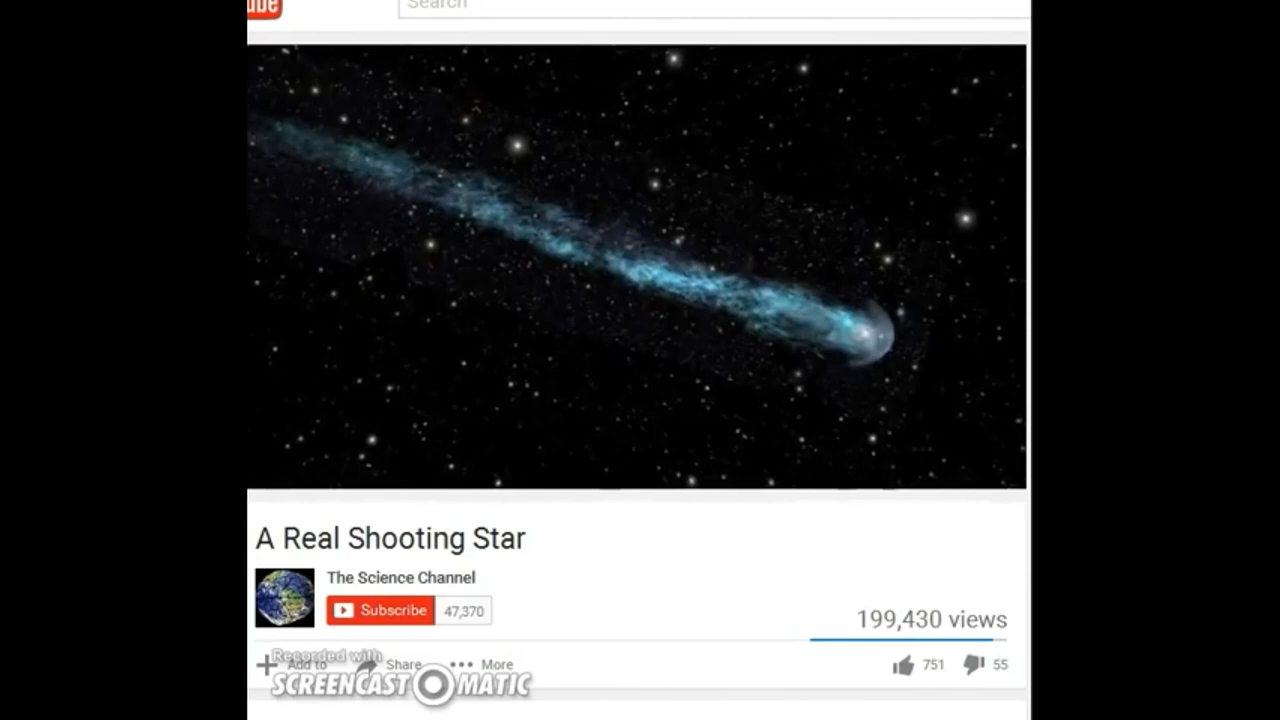 ube
Search
A Real Shooting Star
The Science Channel
Subscribe 47,370
199,430 views
Add to Share More
751 55
Recorded with
SCREENCAST-O-MATIC